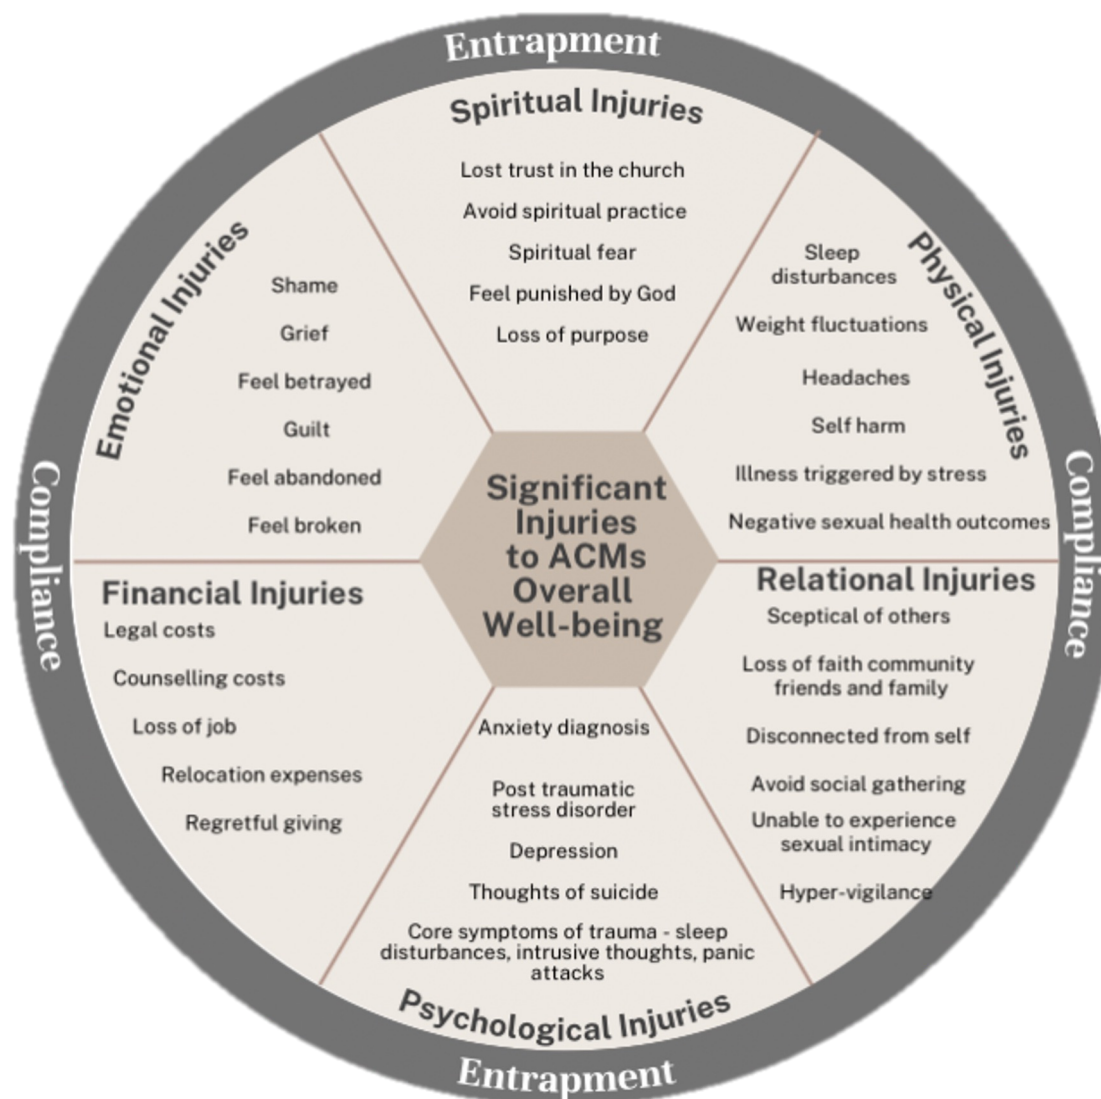 Entrapment
Spiritual Injuries
Lost trust in the church
Avoid spiritual practice
Spiritual fear
Feel punished by God
Loss of purpose
Physical Injuries
Sleep
disturbances
Weight fluctuations
Headaches
Self harm
Illness triggered by stress
Negative sexual health outcomes
Compliance
Relational Injuries
Sceptical of others
Loss of faith community
friends and family
Disconnected from self
Avoid social gathering
Unable to experience
sexual intimacy
Hyper-vigilance
Anxiety diagnosis
Post traumatic
stress disorder
Depression
Thoughts of suicide
Core symptoms of trauma - sleep
disturbances, intrusive thoughts, panic
attacks
Psychological Injuries
Entrapment
Financial Injuries
Legal costs
Counselling costs
Loss of job
Relocation expenses
Regretful giving
Compliance
Emotional Injuries
Shame
Grief
Feel betrayed
Guilt
Feel abandoned
Feel broken
Significant
Injuries
to ACMs
Overall
Well-being